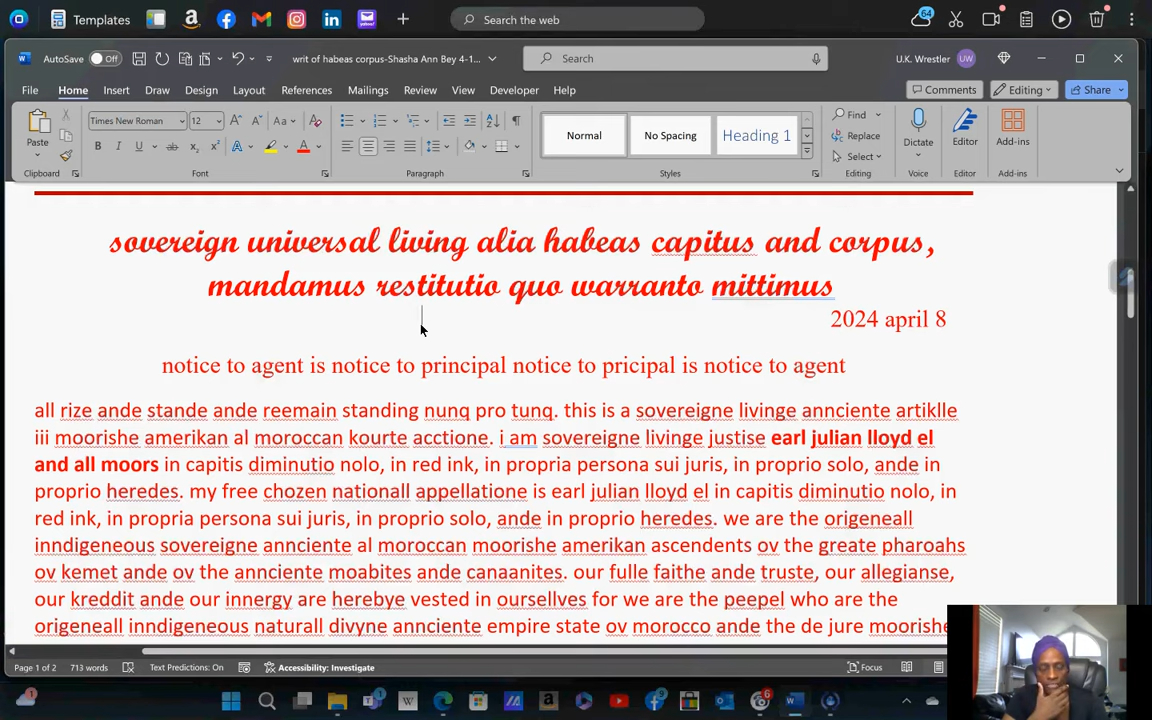 Templates
Search the web
64
AutoSave Off
writ of habeas corpus-Shasha Ann Bey 4-1...
Search
U.K. Wrestler UW
File Home Insert Draw Design Layout References Mailings Review View Developer Help
Comments Editing Share
Paste
Times New Roman 12
Normal
No Spacing
Heading 1
Find
Replace
Select
Dictate
Editor
Add-ins
Clipboard Font Paragraph Styles Editing Voice Editor Add-ins
sovereign universal living alia habeas capitus and corpus,
mandamus restitutio quo warranto mittimus
2024 april 8
notice to agent is notice to principal notice to pricipal is notice to agent
all rize ande stande ande reemain standing nunq pro tunq. this is a sovereigne livinge annciente artiklle
iii moorishe amerikan al moroccan kourte acctione. i am sovereigne livinge justise earl julian lloyd el
and all moors in capitis diminutio nolo, in red ink, in propria persona sui juris, in proprio solo, ande in
proprio heredes. my free chozen nationall appellatione is earl julian lloyd el in capitis diminutio nolo, in
red ink, in propria persona sui juris, in proprio solo, ande in proprio heredes. we are the origeneall
inndigeneous sovereigne annciente al moroccan moorishe amerikan ascendents ov the greate pharoahs
ov kemet ande ov the annciente moabites ande canaanites. our fulle faithe ande truste, our allegianse,
our kreddit ande our innergy are herebye vested in oursellves for we are the peepel who are the
origeneall inndigeneous naturall divyne annciente empire state ov morocco ande the de jure moorishe
Page 1 of 2 713 words Text Predictions: On Accessibility: Investigate Focus